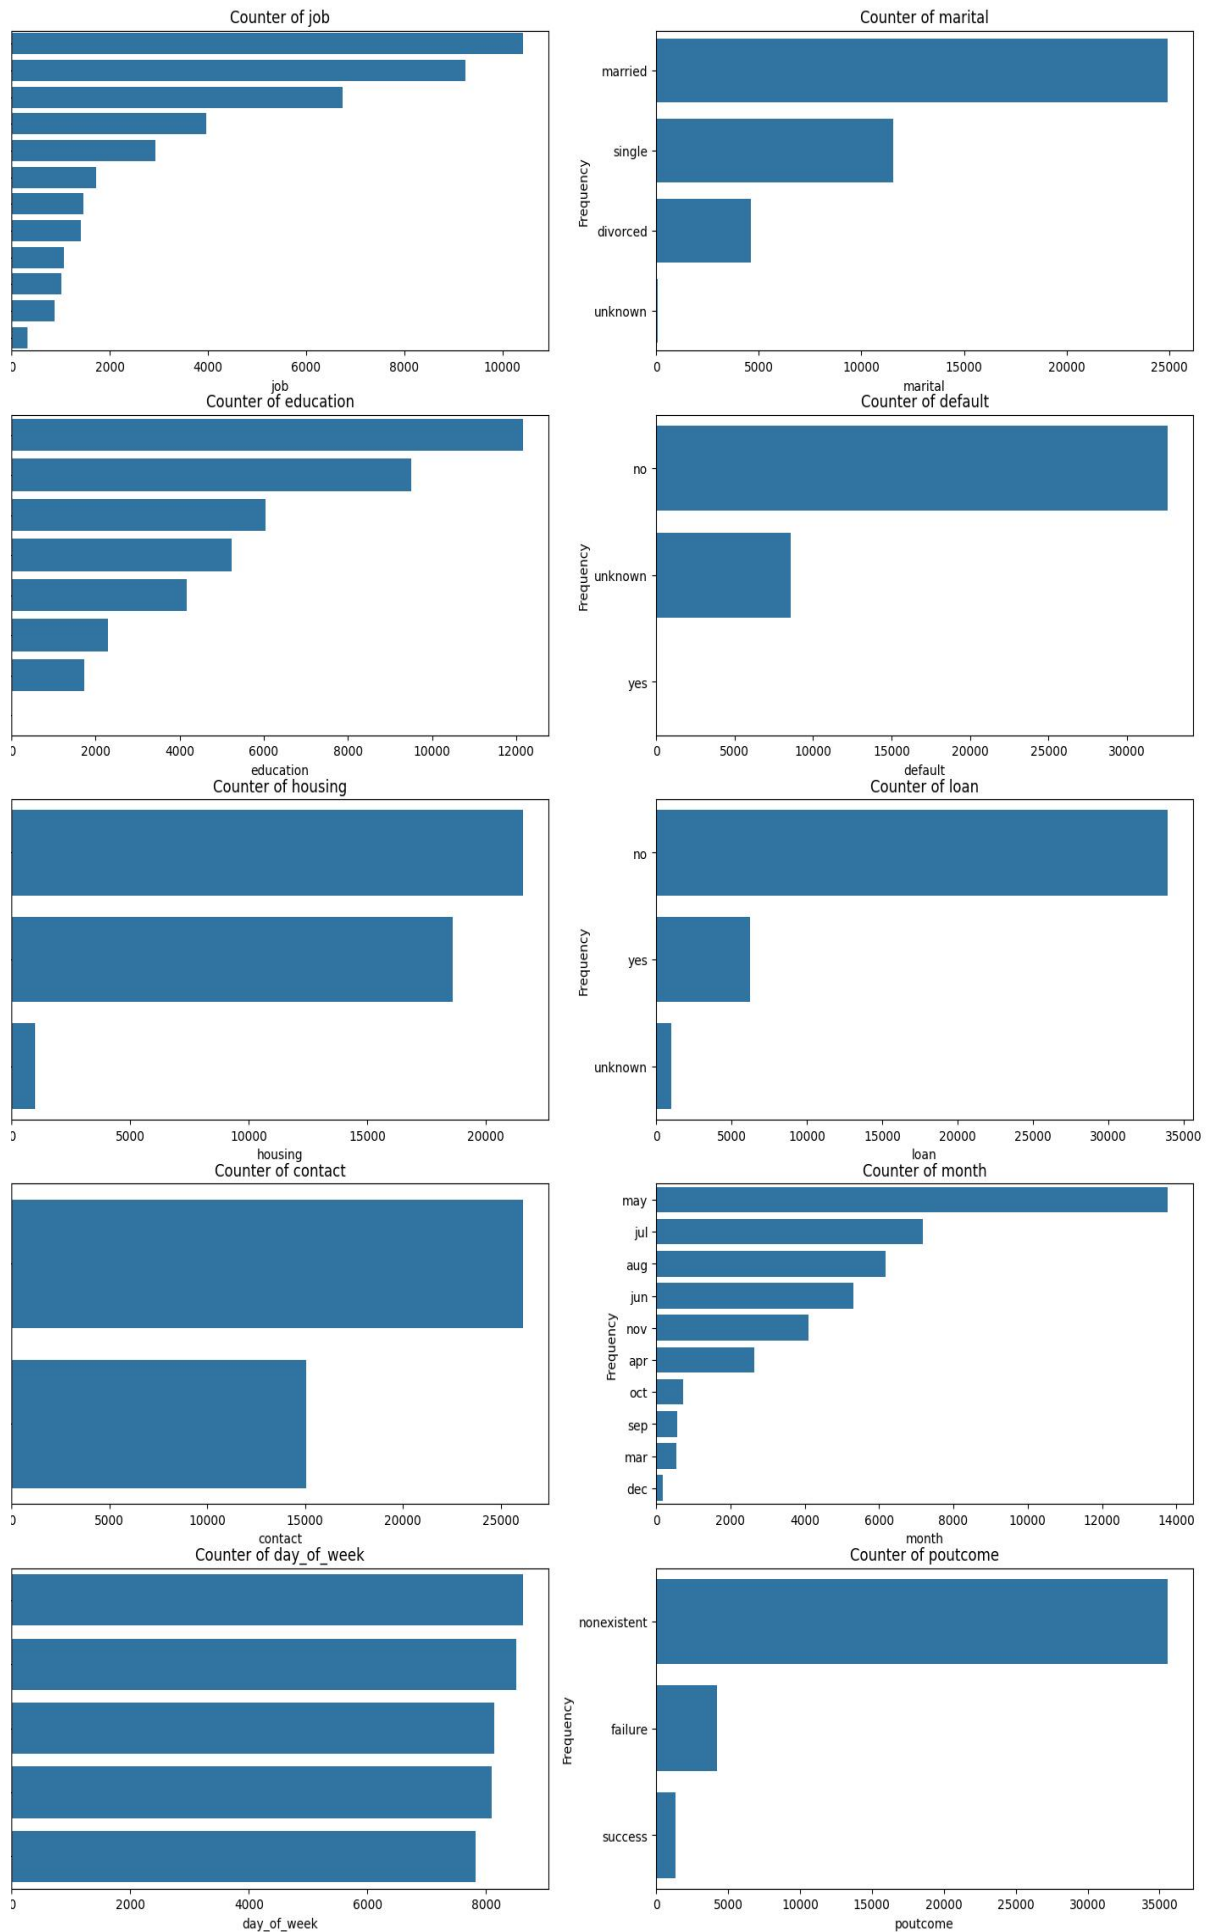 Counter of job
0 2000 4000 6000 8000 10000
job
Counter of marital
Frequency
married
single
divorced
unknown
0 5000 10000 15000 20000 25000
marital
Counter of education
0 2000 4000 6000 8000 10000 12000
education
Counter of default
Frequency
no
unknown
yes
0 5000 10000 15000 20000 25000 30000
default
Counter of housing
0 5000 10000 15000 20000
housing
Counter of loan
Frequency
no
yes
unknown
0 5000 10000 15000 20000 25000 30000 35000
loan
Counter of contact
0 5000 10000 15000 20000 25000
contact
Counter of month
Frequency
may
jul
aug
jun
nov
apr
oct
sep
mar
dec
0 2000 4000 6000 8000 10000 12000 14000
month
Counter of day_of_week
0 2000 4000 6000 8000
day_of_week
Counter of poutcome
Frequency
nonexistent
failure
success
0 5000 10000 15000 20000 25000 30000 35000
poutcome